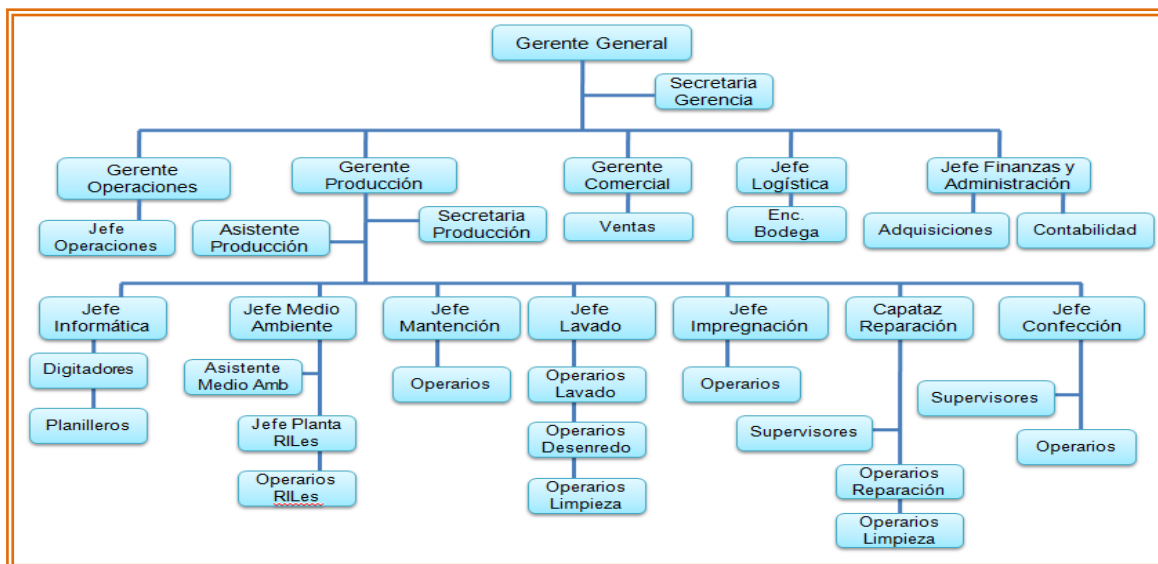 Gerente General
Secretaria
Gerencia
Gerente
Operaciones
Gerente
Producción
Gerente
Comercial
Jefe
Logística
Jefe Finanzas y
Administración
Jefe
Operaciones
Asistente
Producción
Secretaria
Producción
Ventas
Enc.
Bodega
Adquisiciones
Contabilidad
Jefe
Informática
Jefe Medio
Ambiente
Jefe
Mantención
Jefe
Lavado
Jefe
Impregnación
Capataz
Reparación
Jefe
Confección
Digitadores
Asistente
Medio Amb
Operarios
Operarios
Lavado
Operarios
Supervisores
Planilleros
Jefe Planta
RILes
Operarios
Desenredo
Supervisores
Operarios
Operarios
RILes
Operarios
Limpieza
Operarios
Reparación
Operarios
Limpieza